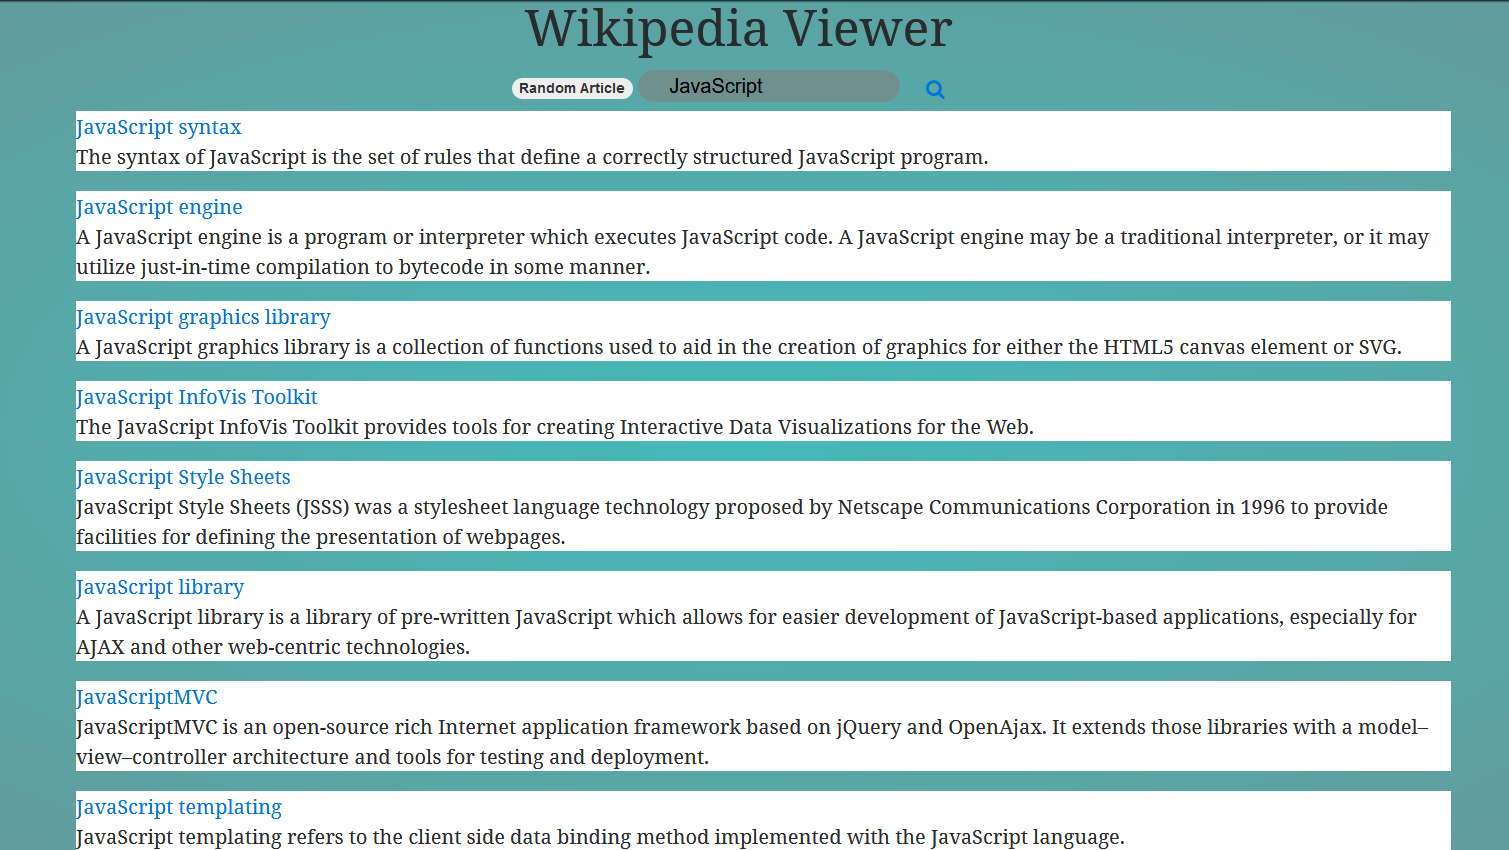 Wikipedia Viewer
Random Article JavaScript
JavaScript syntax
The syntax of JavaScript is the set of rules that define a correctly structured JavaScript program.
JavaScript engine
A JavaScript engine is a program or interpreter which executes JavaScript code. A JavaScript engine may be a traditional interpreter, or it may
utilize just-in-time compilation to bytecode in some manner.
JavaScript graphics library
A JavaScript graphics library is a collection of functions used to aid in the creation of graphics for either the HTML5 canvas element or SVG.
JavaScript InfoVis Toolkit
The JavaScript InfoVis Toolkit provides tools for creating Interactive Data Visualizations for the Web.
JavaScript Style Sheets
JavaScript Style Sheets (JSSS) was a stylesheet language technology proposed by Netscape Communications Corporation in 1996 to provide
facilities for defining the presentation of webpages.
JavaScript library
A JavaScript library is a library of pre-written JavaScript which allows for easier development of JavaScript-based applications, especially for
AJAX and other web-centric technologies.
JavaScriptMVC
JavaScriptMVC is an open-source rich Internet application framework based on jQuery and OpenAjax. It extends those libraries with a model–
view–controller architecture and tools for testing and deployment.
JavaScript templating
JavaScript templating refers to the client side data binding method implemented with the JavaScript language.